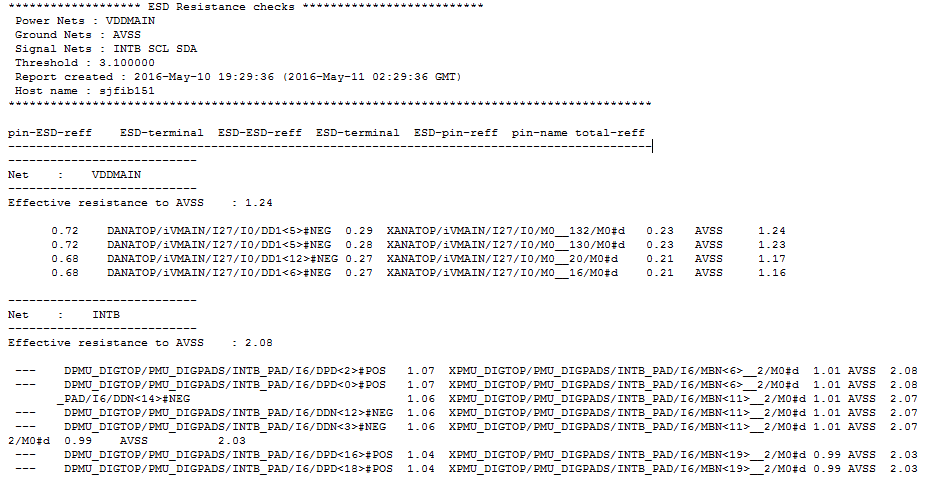 ******************* ESD Resistance checks **************************
Power Nets : VDDMAIN
Ground Nets : AVSS
Signal Nets : INTB SCL SDA
Threshold : 3.100000
Report created : 2016-May-10 19:29:36 (2016-May-11 02:29:36 GMT)
Host name : sjfib151
********************************************************************************************
pin-ESD-reff    ESD-terminal  ESD-ESD-reff  ESD-terminal  ESD-pin-reff  pin-name total-reff
--------------------------------------------------------------------------------------------
---------------------------
Net    :    VDDMAIN
---------------------------
Effective resistance to AVSS    : 1.24
0.72    DANATOP/iVMAIN/I27/I0/DD1<5>#NEG  0.29  XANATOP/iVMAIN/I27/I0/M0__132/M0#d   0.23   AVSS     1.24
0.72    DANATOP/iVMAIN/I27/I0/DD1<5>#NEG  0.28  XANATOP/iVMAIN/I27/I0/M0__130/M0#d   0.23   AVSS     1.23
0.68    DANATOP/iVMAIN/I27/I0/DD1<12>#NEG 0.27  XANATOP/iVMAIN/I27/I0/M0__20/M0#d    0.21   AVSS     1.17
0.68    DANATOP/iVMAIN/I27/I0/DD1<6>#NEG  0.27  XANATOP/iVMAIN/I27/I0/M0__16/M0#d    0.21   AVSS     1.16
---------------------------
Net    :    INTB
---------------------------
Effective resistance to AVSS    : 2.08
---    DPMU_DIGTOP/PMU_DIGPADS/INTB_PAD/I6/DPD<2>#POS   1.07  XPMU_DIGTOP/PMU_DIGPADS/INTB_PAD/I6/MBN<6>__2/M0#d  1.01 AVSS  2.08
---    DPMU_DIGTOP/PMU_DIGPADS/INTB_PAD/I6/DPD<0>#POS   1.07  XPMU_DIGTOP/PMU_DIGPADS/INTB_PAD/I6/MBN<6>__2/M0#d  1.01 AVSS  2.08
_PAD/I6/DDN<14>#NEG                               1.06  XPMU_DIGTOP/PMU_DIGPADS/INTB_PAD/I6/MBN<11>__2/M0#d 1.01 AVSS  2.07
---    DPMU_DIGTOP/PMU_DIGPADS/INTB_PAD/I6/DDN<12>#NEG  1.06  XPMU_DIGTOP/PMU_DIGPADS/INTB_PAD/I6/MBN<11>__2/M0#d 1.01 AVSS  2.07
---    DPMU_DIGTOP/PMU_DIGPADS/INTB_PAD/I6/DDN<3>#NEG   1.06  XPMU_DIGTOP/PMU_DIGPADS/INTB_PAD/I6/MBN<11>__2/M0#d 1.01 AVSS  2.07
2/M0#d  0.99    AVSS          2.03
---    DPMU_DIGTOP/PMU_DIGPADS/INTB_PAD/I6/DPD<16>#POS  1.04  XPMU_DIGTOP/PMU_DIGPADS/INTB_PAD/I6/MBN<19>__2/M0#d 0.99 AVSS  2.03
---    DPMU_DIGTOP/PMU_DIGPADS/INTB_PAD/I6/DPD<18>#POS  1.04  XPMU_DIGTOP/PMU_DIGPADS/INTB_PAD/I6/MBN<19>__2/M0#d 0.99 AVSS  2.03